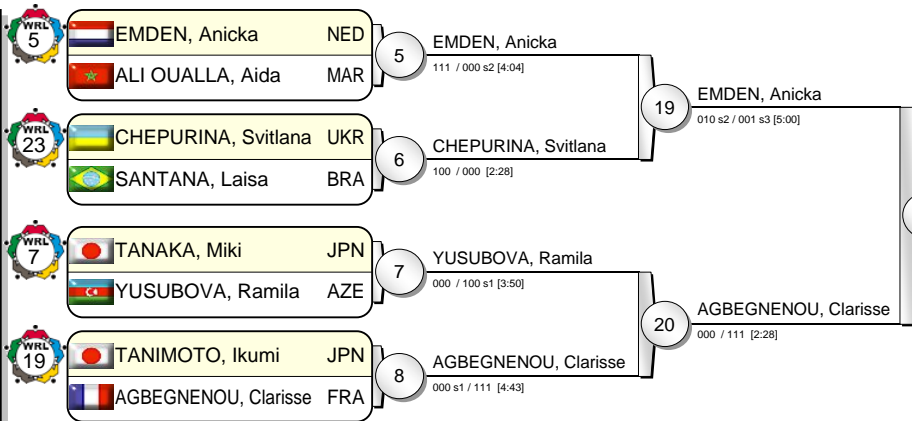 WRL
5
EMDEN, Anicka NED
ALI OUALLA, Aida MAR
5
EMDEN, Anicka
111 / 000 s2 [4:04]
WRL
23
CHEPURINA, Svitlana UKR
SANTANA, Laisa BRA
6
CHEPURINA, Svitlana
100 / 000 [2:28]
19
EMDEN, Anicka
010 s2 / 001 s3 [5:00]
WRL
7
TANAKA, Miki JPN
YUSUBOVA, Ramila AZE
7
YUSUBOVA, Ramila
000 / 100 s1 [3:50]
WRL
19
TANIMOTO, Ikumi JPN
AGBEGNENOU, Clarisse FRA
8
AGBEGNENOU, Clarisse
000 s1 / 111 [4:43]
20
AGBEGNENOU, Clarisse
000 / 111 [2:28]